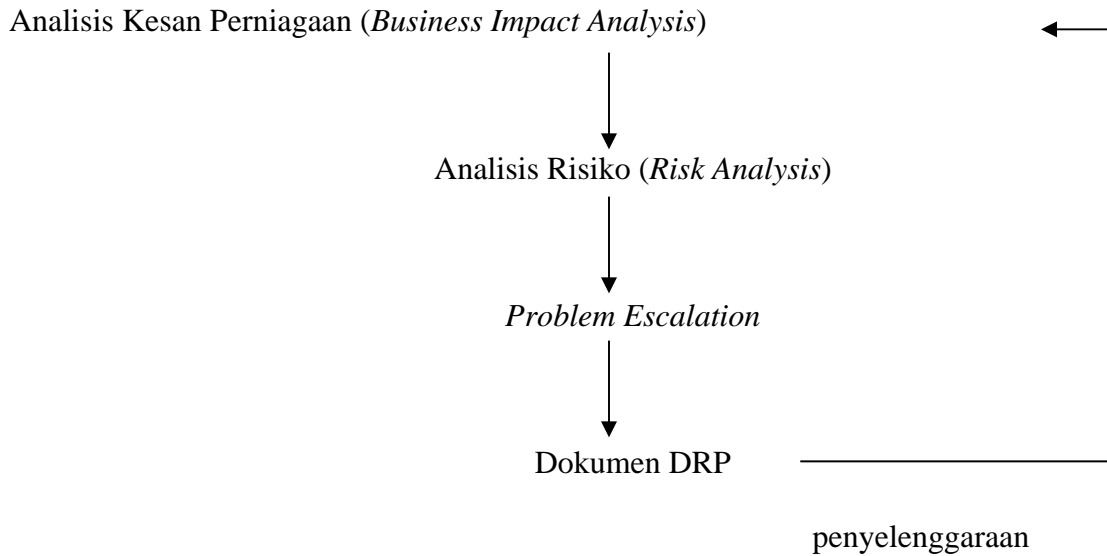 Analisis Kesan Perniagaan (Business Impact Analysis)
Analisis Risiko (Risk Analysis)
Problem Escalation
Dokumen DRP
penyelenggaraan